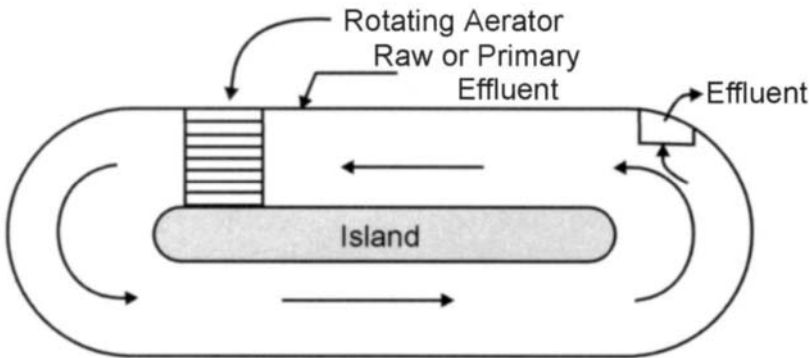 Rotating Aerator
Raw or Primary
Effluent
Effluent
Island